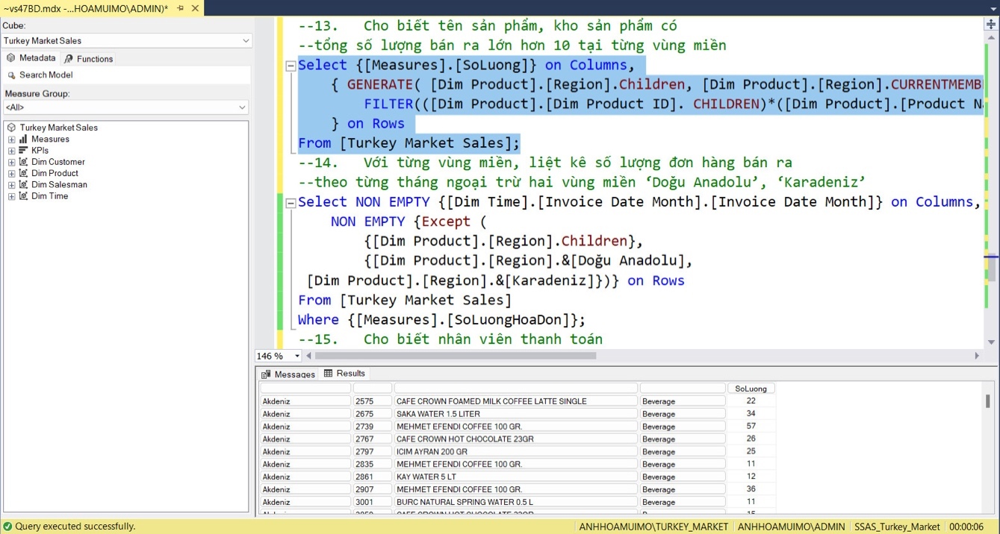 ~vs47BD.mdx -...HOAMUIMO\ADMIN)*
Cube:
Turkey Market Sales
Metadata
Functions
Search Model
Measure Group:
<All>
Turkey Market Sales
Measures
KPIs
Dim Customer
Dim Product
Dim Salesman
Dim Time
--13.   Cho biết tên sản phẩm, kho sản phẩm có
--tổng số lượng bán ra lớn hơn 10 tại từng vùng miền
Select {[Measures].[SoLuong]} on Columns,
{ GENERATE( [Dim Product].[Region].Children, [Dim Product].[Region].CURRENTMEMB
FILTER(([Dim Product].[Dim Product ID]. CHILDREN)*([Dim Product].[Product N
} on Rows
From [Turkey Market Sales];
--14.   Với từng vùng miền, liệt kê số lượng đơn hàng bán ra
--theo từng tháng ngoại trừ hai vùng miền ‘Doğu Anadolu’, ‘Karadeniz’
Select NON EMPTY {[Dim Time].[Invoice Date Month].[Invoice Date Month]} on Columns,
NON EMPTY {Except (
{[Dim Product].[Region].Children},
{[Dim Product].[Region].&[Doğu Anadolu],
[Dim Product].[Region].&[Karadeniz]})} on Rows
From [Turkey Market Sales]
Where {[Measures].[SoLuongHoaDon]};
--15.   Cho biết nhân viên thanh toán
146 %
Messages
Results
SoLuong
Akdeniz 2575 CAFE CROWN FOAMED MILK COFFEE LATTE SINGLE Beverage 22
Akdeniz 2675 SAKA WATER 1.5 LITER Beverage 34
Akdeniz 2739 MEHMET EFENDI COFFEE 100 GR. Beverage 57
Akdeniz 2767 CAFE CROWN HOT CHOCOLATE 23GR Beverage 26
Akdeniz 2797 ICIM AYRAN 200 GR Beverage 25
Akdeniz 2835 MEHMET EFENDI COFFEE 100 GR. Beverage 11
Akdeniz 2861 KAY WATER 5 LT Beverage 12
Akdeniz 2907 MEHMET EFENDI COFFEE 100 GR. Beverage 36
Akdeniz 3001 BURC NATURAL SPRING WATER 0.5 L Beverage 11
Query executed successfully.
ANHHOAMUIMO\TURKEY_MARKET
ANHHOAMUIMO\ADMIN
SSAS_Turkey_Market
00:00:06